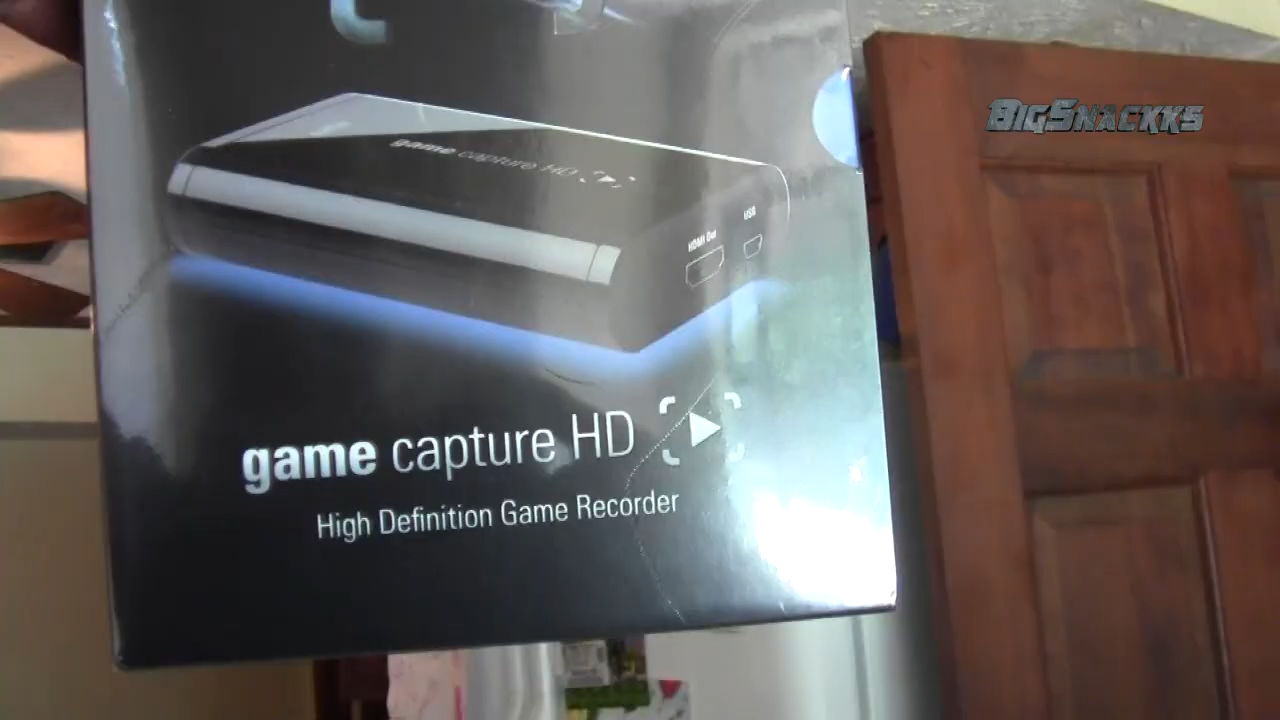 BigSnackks
game capture HD
HDMI Out
USB
game capture HD
High Definition Game Recorder